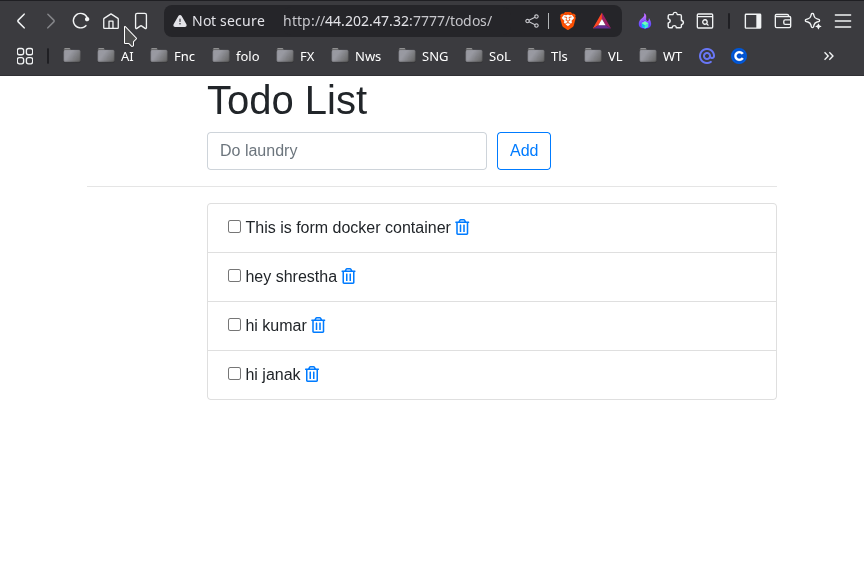 Not secure http://44.202.47.32:7777/todos/
AI Fnc folo FX Nws SNG SoL Tls VL WT
Todo List
Do laundry Add
This is form docker container
hey shrestha
hi kumar
hi janak